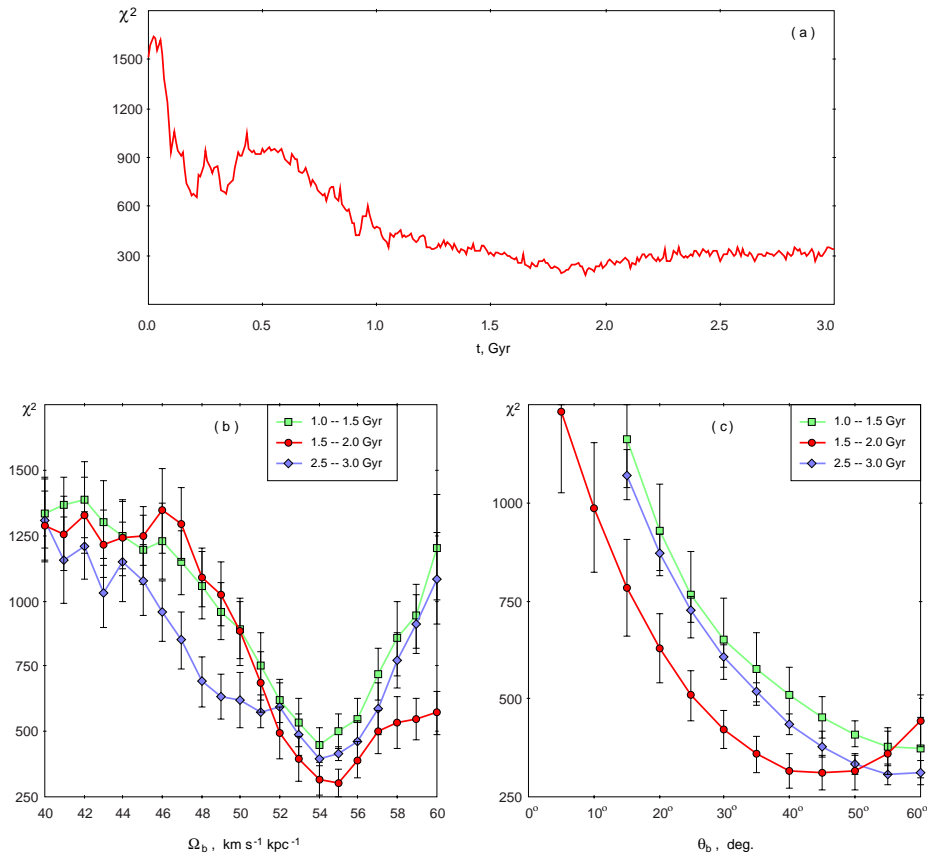 χ²
( a )
1500
1200
900
600
300
0.0 0.5 1.0 1.5 2.0 2.5 3.0
t, Gyr
χ²
( b )
1.0 -- 1.5 Gyr
1.5 -- 2.0 Gyr
2.5 -- 3.0 Gyr
1500
1250
1000
750
500
250
40 42 44 46 48 50 52 54 56 58 60
Ω_b , km s⁻¹ kpc⁻¹
χ²
( c )
1.0 -- 1.5 Gyr
1.5 -- 2.0 Gyr
2.5 -- 3.0 Gyr
1000
750
500
250
0° 10° 20° 30° 40° 50° 60°
θ_b , deg.